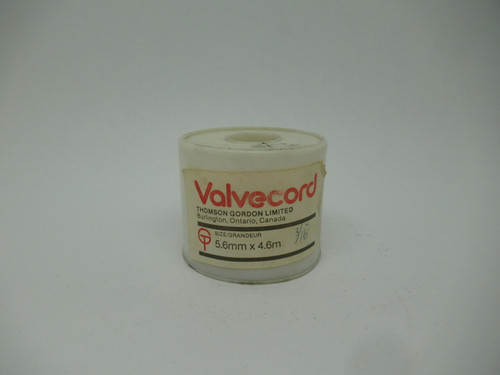 Valvecord
THOMSON GORDON LIMITED
Burlington, Ontario, Canada
SIZE/GRANDEUR
5.6mm x 4.6m
3/16